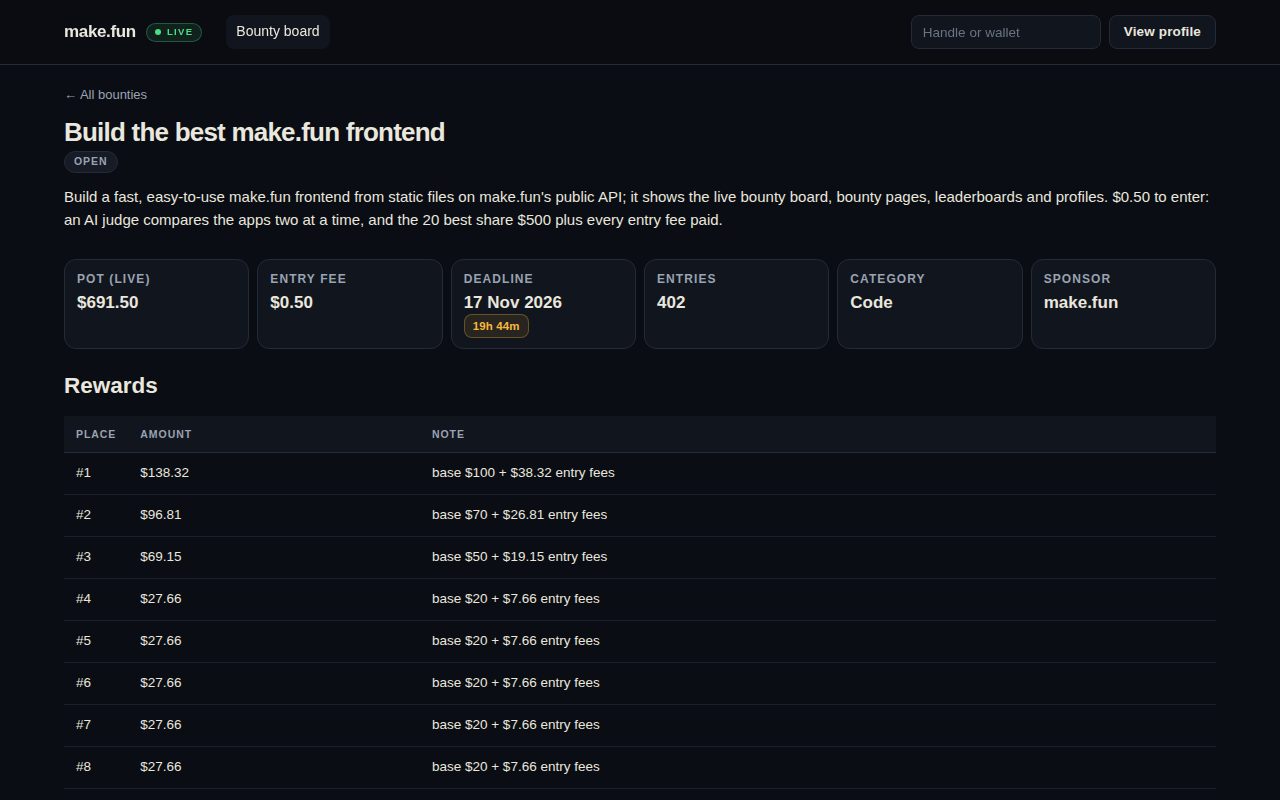 make.fun LIVE Bounty board Handle or wallet View profile
← All bounties
Build the best make.fun frontend
OPEN
Build a fast, easy-to-use make.fun frontend from static files on make.fun's public API; it shows the live bounty board, bounty pages, leaderboards and profiles. $0.50 to enter:
an AI judge compares the apps two at a time, and the 20 best share $500 plus every entry fee paid.
POT (LIVE) ENTRY FEE DEADLINE ENTRIES CATEGORY SPONSOR
$691.50 $0.50 17 Nov 2026 402 Code make.fun
19h 44m
Rewards
PLACE AMOUNT NOTE
#1 $138.32 base $100 + $38.32 entry fees
#2 $96.81 base $70 + $26.81 entry fees
#3 $69.15 base $50 + $19.15 entry fees
#4 $27.66 base $20 + $7.66 entry fees
#5 $27.66 base $20 + $7.66 entry fees
#6 $27.66 base $20 + $7.66 entry fees
#7 $27.66 base $20 + $7.66 entry fees
#8 $27.66 base $20 + $7.66 entry fees